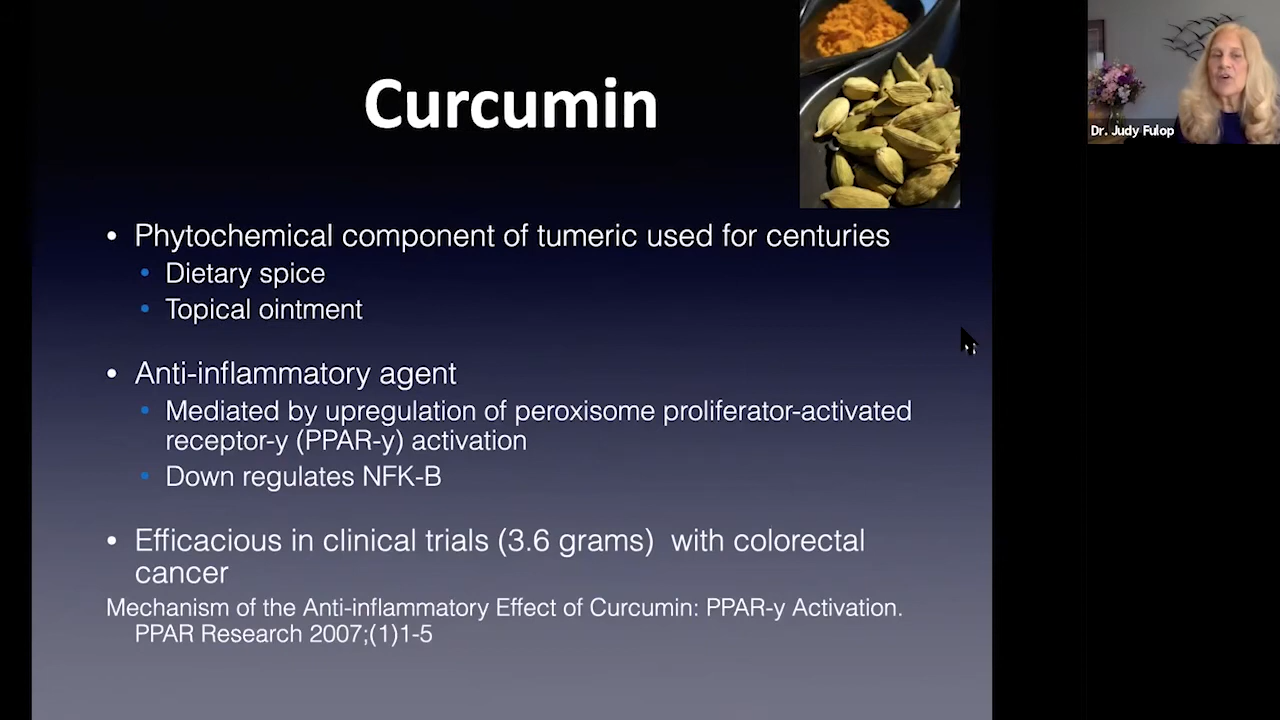 Curcumin
Dr. Judy Fulop
• Phytochemical component of tumeric used for centuries
• Dietary spice
• Topical ointment
• Anti-inflammatory agent
• Mediated by upregulation of peroxisome proliferator-activated
receptor-y (PPAR-y) activation
• Down regulates NFK-B
• Efficacious in clinical trials (3.6 grams)  with colorectal
cancer
Mechanism of the Anti-inflammatory Effect of Curcumin: PPAR-y Activation.
PPAR Research 2007;(1)1-5